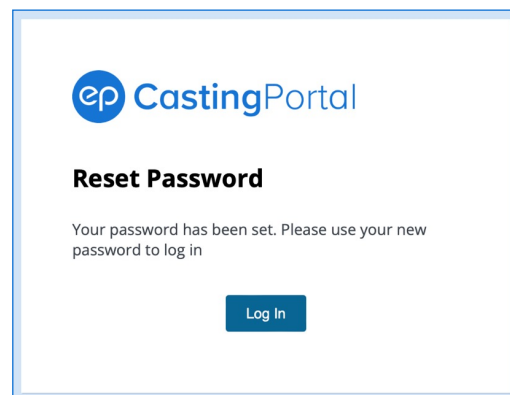 ep CastingPortal
Reset Password
Your password has been set. Please use your new
password to log in
Log In